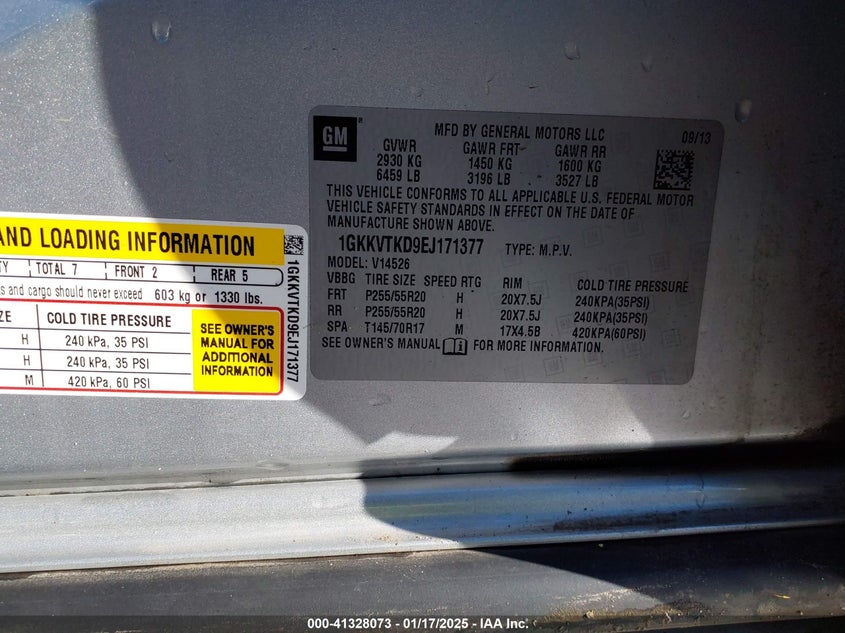 AND LOADING INFORMATION
TOTAL 7 FRONT 2 REAR 5
and cargo should never exceed 603 kg or 1330 lbs.
COLD TIRE PRESSURE
H 240 kPa, 35 PSI
H 240 kPa, 35 PSI
M 420 kPa, 60 PSI
SEE OWNER'S
MANUAL FOR
ADDITIONAL
INFORMATION
1GKKVTKD9EJ171377
GM
MFD BY GENERAL MOTORS LLC 09/13
GVWR GAWR FRT GAWR RR
2930 KG 1450 KG 1600 KG
6459 LB 3196 LB 3527 LB
THIS VEHICLE CONFORMS TO ALL APPLICABLE U.S. FEDERAL MOTOR
VEHICLE SAFETY STANDARDS IN EFFECT ON THE DATE OF
MANUFACTURE SHOWN ABOVE.
1GKKVTKD9EJ171377 TYPE: M.P.V.
MODEL: V14526
VBBG TIRE SIZE SPEED RTG RIM COLD TIRE PRESSURE
FRT P255/55R20 H 20X7.5J 240KPA(35PSI)
RR P255/55R20 H 20X7.5J 240KPA(35PSI)
SPA T145/70R17 M 17X4.5B 420KPA(60PSI)
SEE OWNER'S MANUAL FOR MORE INFORMATION.
000-41328073 - 01/17/2025 - IAA Inc.